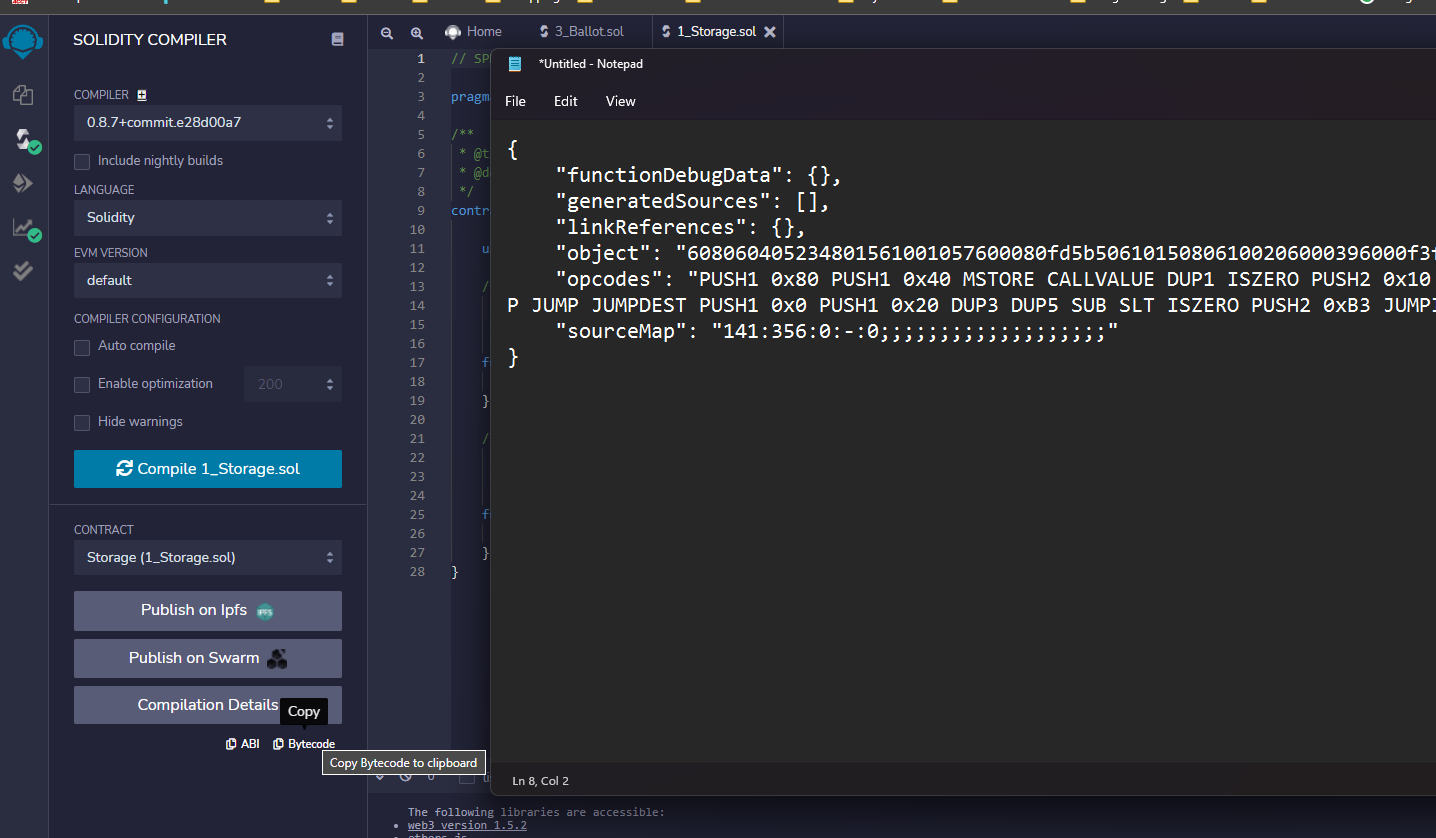 SOLIDITY COMPILER
COMPILER
0.8.7+commit.e28d00a7
Include nightly builds
LANGUAGE
Solidity
EVM VERSION
default
COMPILER CONFIGURATION
Auto compile
Enable optimization
200
Hide warnings
Compile 1_Storage.sol
CONTRACT
Storage (1_Storage.sol)
Publish on Ipfs
IPFS
Publish on Swarm
Compilation Details
Copy
ABI
Bytecode
Copy Bytecode to clipboard
Home
3_Ballot.sol
1_Storage.sol
1 // SP
2
3 pragm
4
5 /**
6 * @t
7 * @d
8 */
9 contr
10
11 u
12
13 /
14
15
16
17 f
18
19 }
20
21 /
22
23
24
25 f
26
27 }
28 }
*Untitled - Notepad
File Edit View
{
"functionDebugData": {},
"generatedSources": [],
"linkReferences": {},
"object": "608060405234801561001057600080fd5b50610150806100206000396000f3f
"opcodes": "PUSH1 0x80 PUSH1 0x40 MSTORE CALLVALUE DUP1 ISZERO PUSH2 0x10
P JUMP JUMPDEST PUSH1 0x0 PUSH1 0x20 DUP3 DUP5 SUB SLT ISZERO PUSH2 0xB3 JUMPI
"sourceMap": "141:356:0:-:0;;;;;;;;;;;;;;;;;;;"
}
Ln 8, Col 2
0
The following libraries are accessible:
web3 version 1.5.2
ethers.js